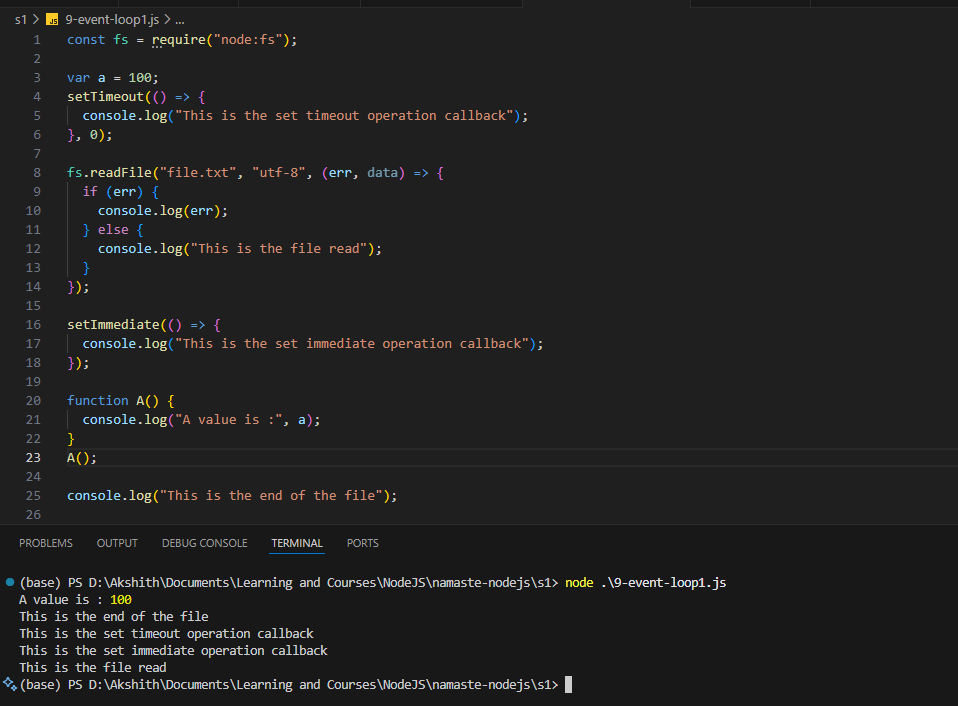 s1 > JS 9-event-loop1.js > ...
1 const fs = require("node:fs");
2
3 var a = 100;
4 setTimeout(() => {
5 console.log("This is the set timeout operation callback");
6 }, 0);
7
8 fs.readFile("file.txt", "utf-8", (err, data) => {
9 if (err) {
10 console.log(err);
11 } else {
12 console.log("This is the file read");
13 }
14 });
15
16 setImmediate(() => {
17 console.log("This is the set immediate operation callback");
18 });
19
20 function A() {
21 console.log("A value is :", a);
22 }
23 A();
24
25 console.log("This is the end of the file");
26
PROBLEMS OUTPUT DEBUG CONSOLE TERMINAL PORTS
(base) PS D:\Akshith\Documents\Learning and Courses\NodeJS\namaste-nodejs\s1> node .\9-event-loop1.js
A value is : 100
This is the end of the file
This is the set timeout operation callback
This is the set immediate operation callback
This is the file read
(base) PS D:\Akshith\Documents\Learning and Courses\NodeJS\namaste-nodejs\s1>